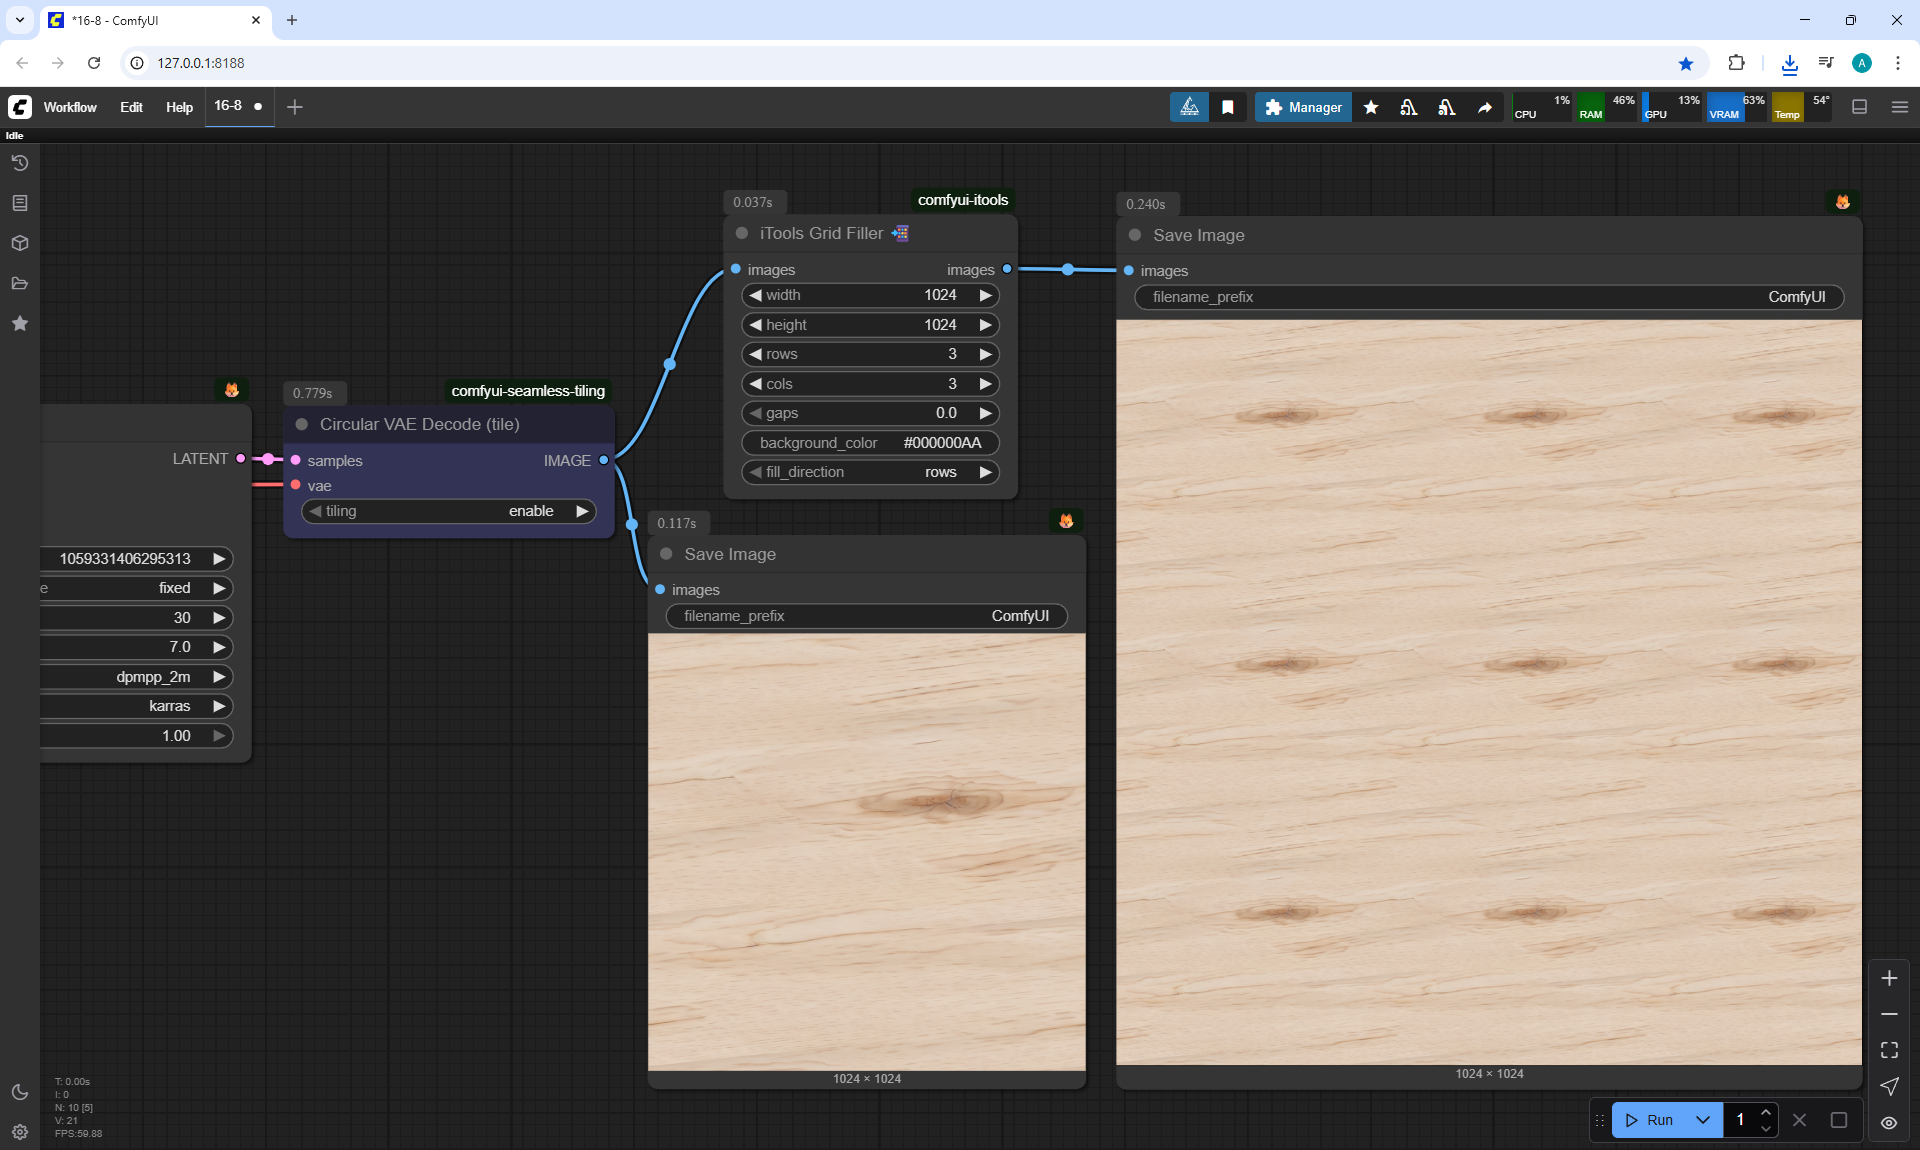 *16-8 - ComfyUI
127.0.0.1:8188
Workflow Edit Help 16-8
Manager
CPU 1% RAM 46% GPU 13% VRAM 63% Temp 54°
Idle
0.037s comfyui-itools
iTools Grid Filler
images images
width 1024
height 1024
rows 3
cols 3
gaps 0.0
background_color #000000AA
fill_direction rows
0.240s
Save Image
images
filename_prefix ComfyUI
1024 × 1024
LATENT
1059331406295313
e fixed
30
7.0
dpmpp_2m
karras
1.00
0.779s comfyui-seamless-tiling
Circular VAE Decode (tile)
samples IMAGE
vae
tiling enable
0.117s
Save Image
images
filename_prefix ComfyUI
1024 × 1024
T: 0.00s
I: 0
N: 10 [5]
V: 21
FPS:59.88
Run 1
A